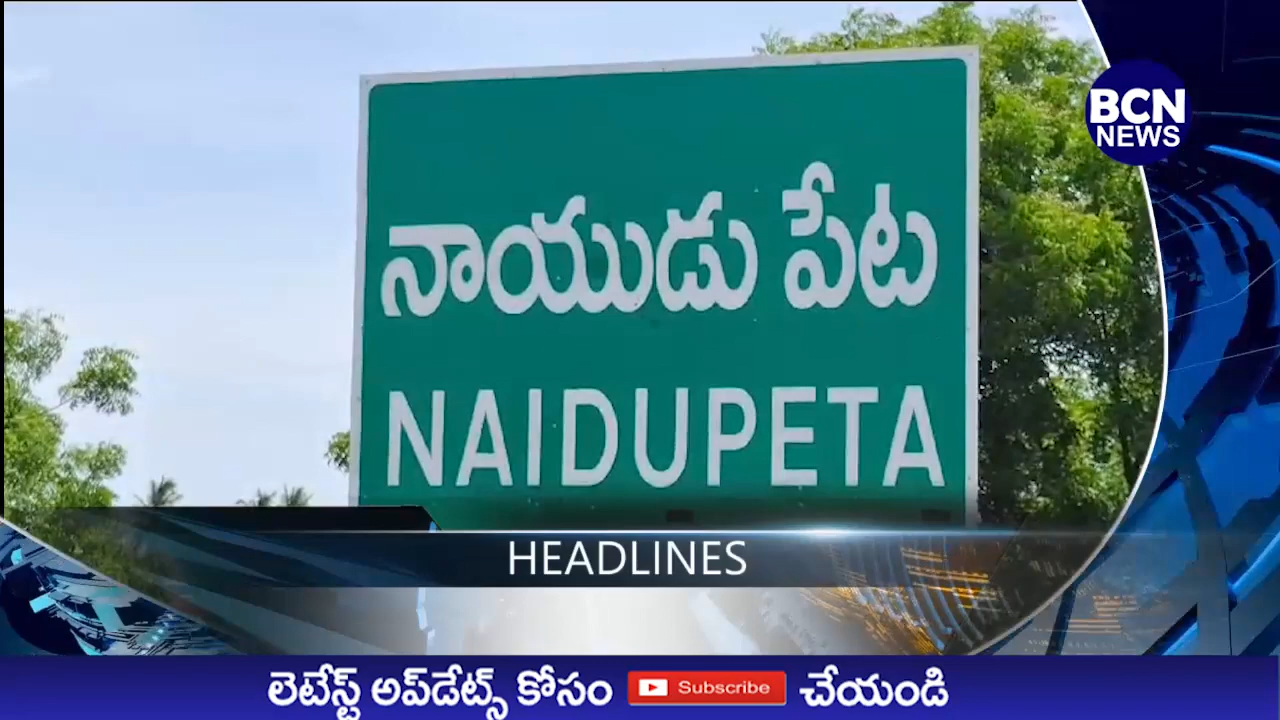 BCN
NEWS
నాయుడు పేట
NAIDUPETA
HEADLINES
లెటేస్ట్ అప్‌డేట్స్ కోసం Subscribe చేయండి